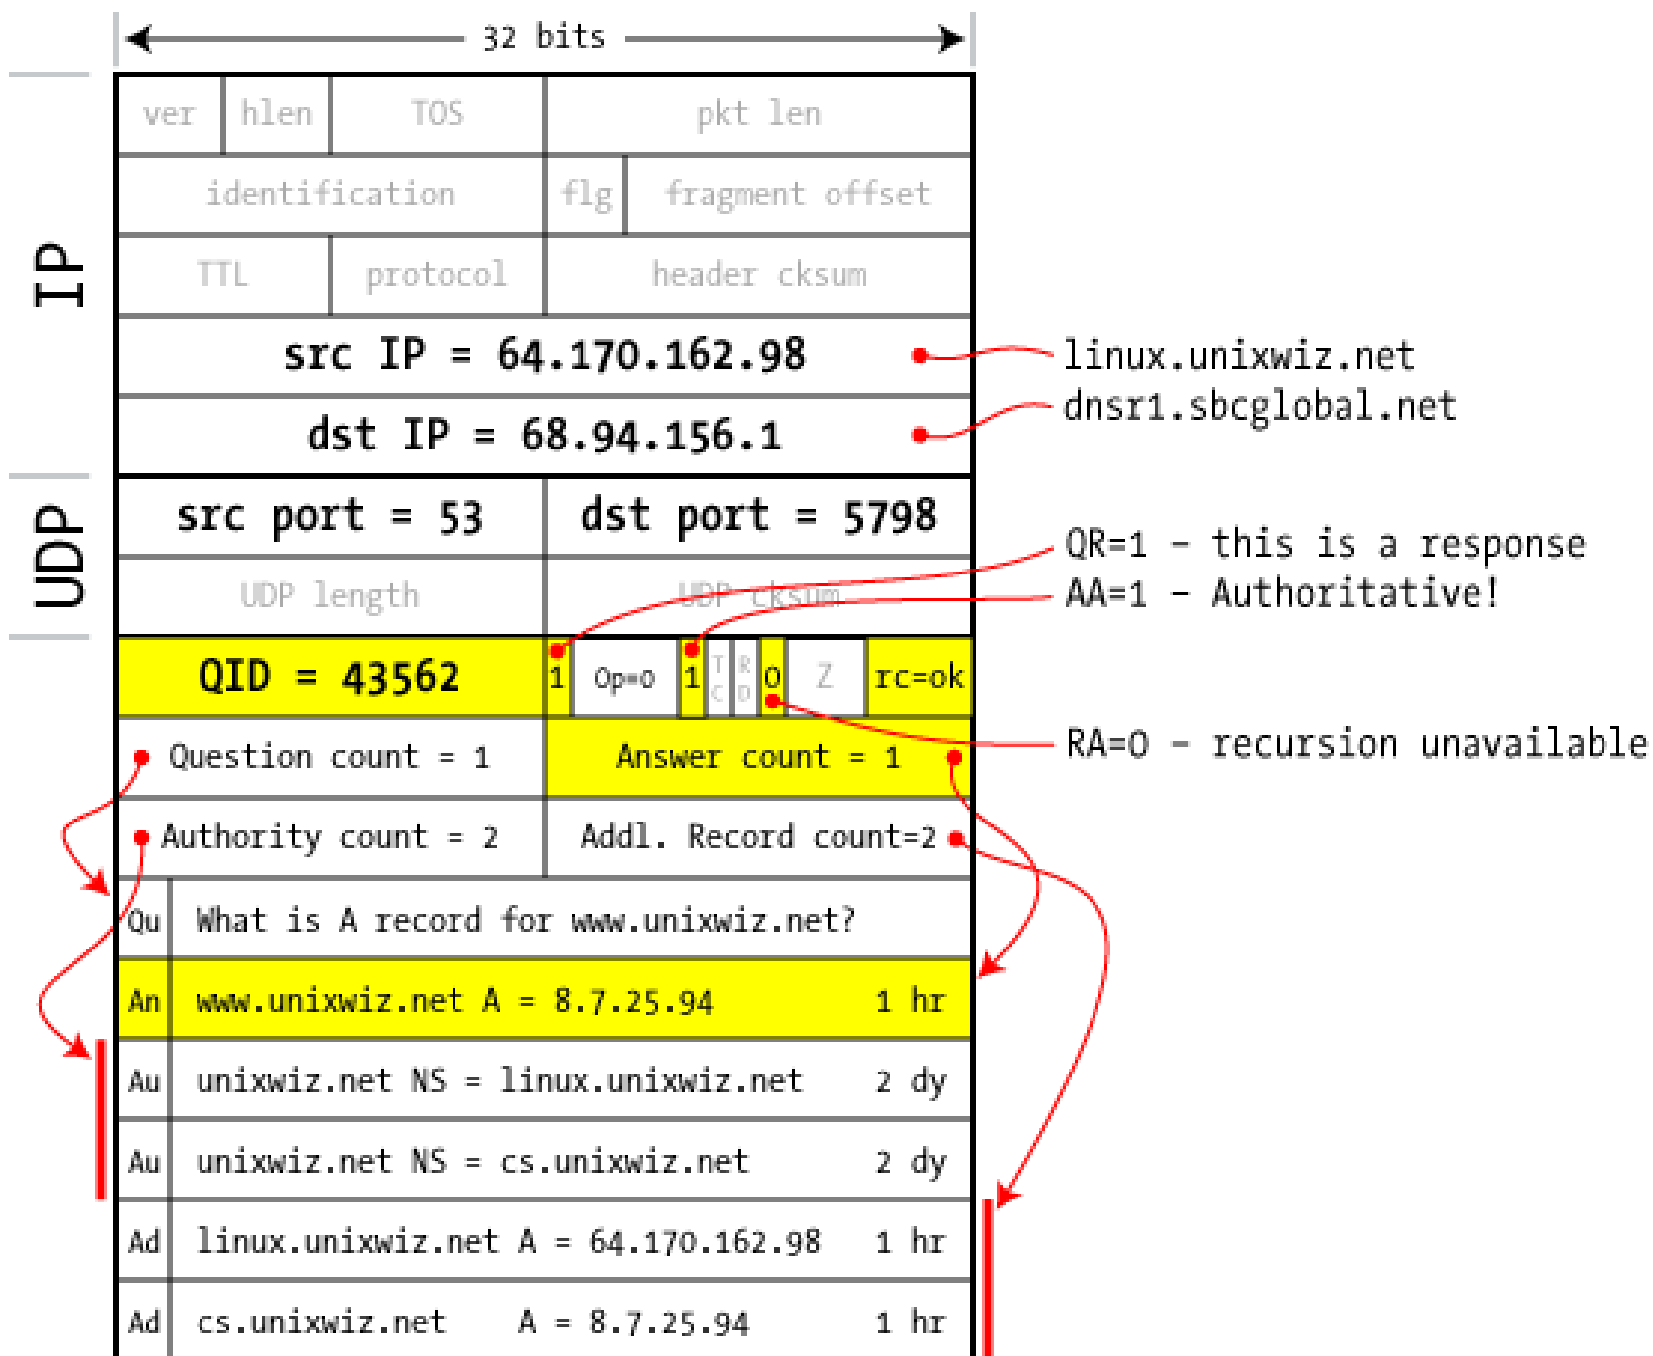 32 bits
ver hlen TOS pkt len
identification flg fragment offset
TTL protocol header cksum
IP
src IP = 64.170.162.98 linux.unixwiz.net
dst IP = 68.94.156.1 dnsr1.sbcglobal.net
UDP
src port = 53 dst port = 5798
QR=1 – this is a response
UDP length UDP cksum AA=1 – Authoritative!
QID = 43562 1 Op=0 1 TC RD 0 Z rc=ok
Question count = 1 Answer count = 1 RA=0 – recursion unavailable
Authority count = 2 Addl. Record count=2
Qu What is A record for www.unixwiz.net?
An www.unixwiz.net A = 8.7.25.94 1 hr
Au unixwiz.net NS = linux.unixwiz.net 2 dy
Au unixwiz.net NS = cs.unixwiz.net 2 dy
Ad linux.unixwiz.net A = 64.170.162.98 1 hr
Ad cs.unixwiz.net A = 8.7.25.94 1 hr